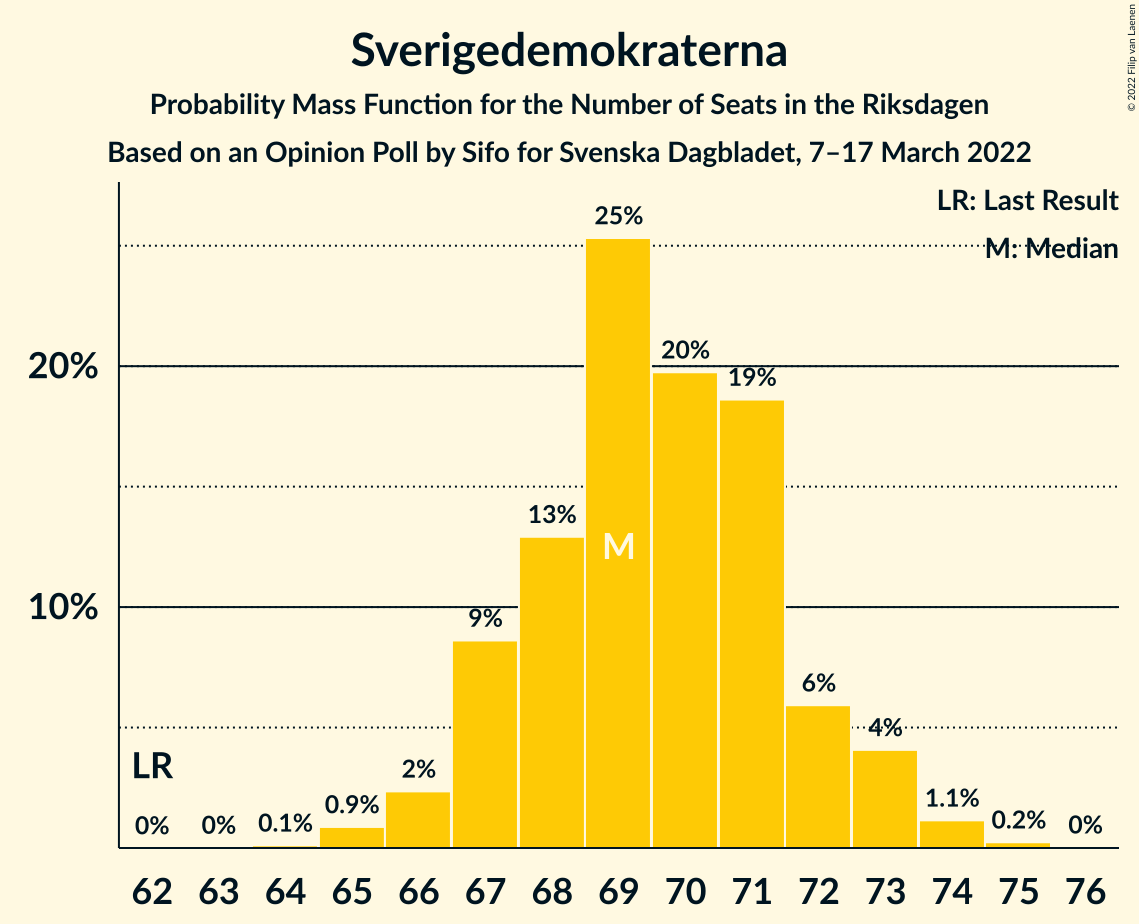 Sverigedemokraterna
Probability Mass Function for the Number of Seats in the Riksdagen
Based on an Opinion Poll by Sifo for Svenska Dagbladet, 7–17 March 2022
© 2022 Filip van Laenen
LR: Last Result
M: Median
25%
20%
20%
19%
13%
M
10%
9%
6%
4%
LR
2%
1.1%
0.9%
0.2%
0% 0% 0.1% 0%
62 63 64 65 66 67 68 69 70 71 72 73 74 75 76